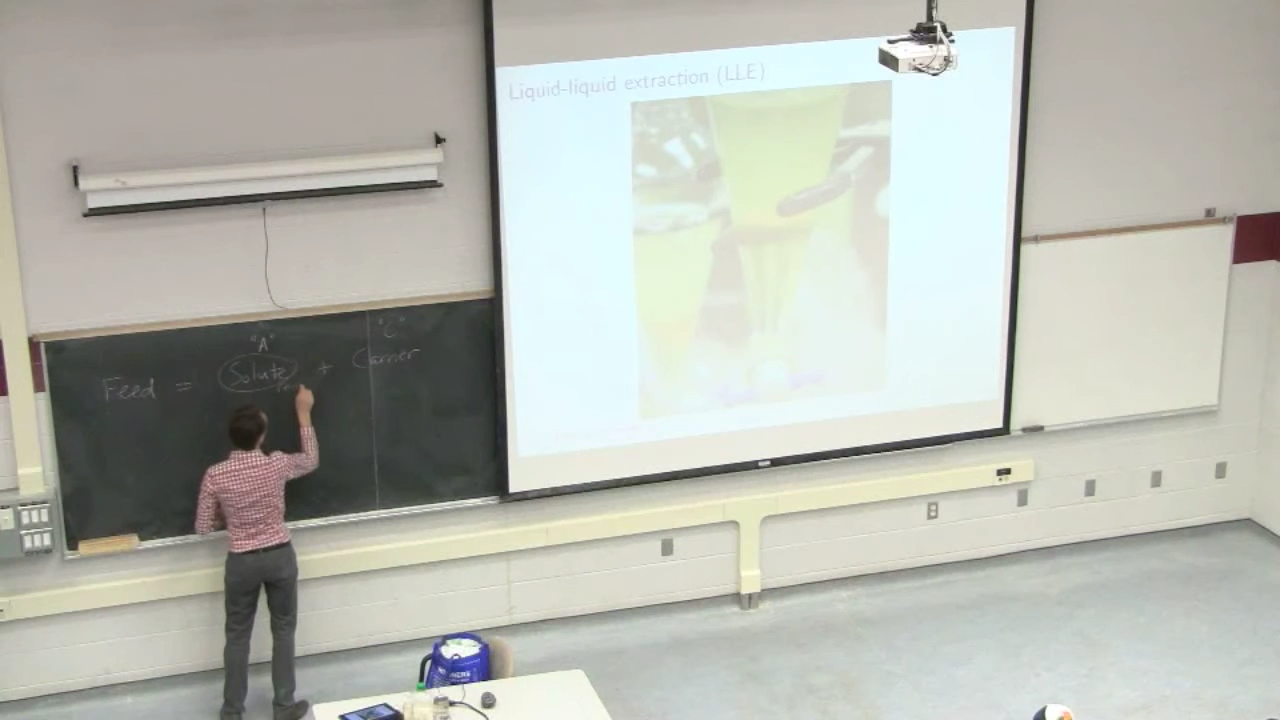 Liquid-liquid extraction (LLE)
"A" "C"
Feed = Solute + Carrier